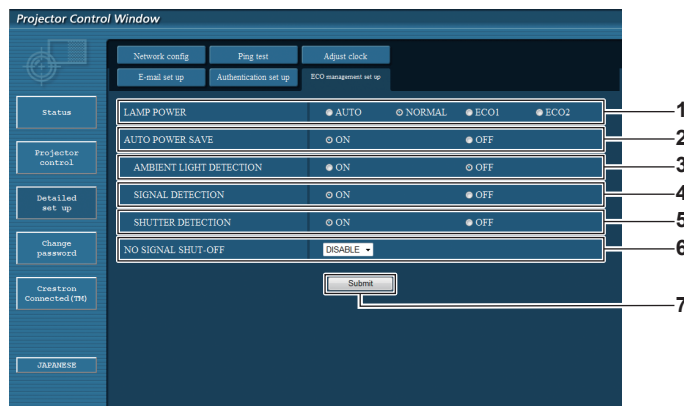 Projector Control Window
Network config Ping test Adjust clock
E-mail set up Authentication set up ECO management set up
Status
Projector
control
Detailed
set up
Change
password
Crestron
Connected(TM)
JAPANESE
LAMP POWER AUTO NORMAL ECO1 ECO2 1
AUTO POWER SAVE ON OFF 2
AMBIENT LIGHT DETECTION ON OFF 3
SIGNAL DETECTION ON OFF 4
SHUTTER DETECTION ON OFF 5
NO SIGNAL SHUT-OFF DISABLE 6
Submit 7